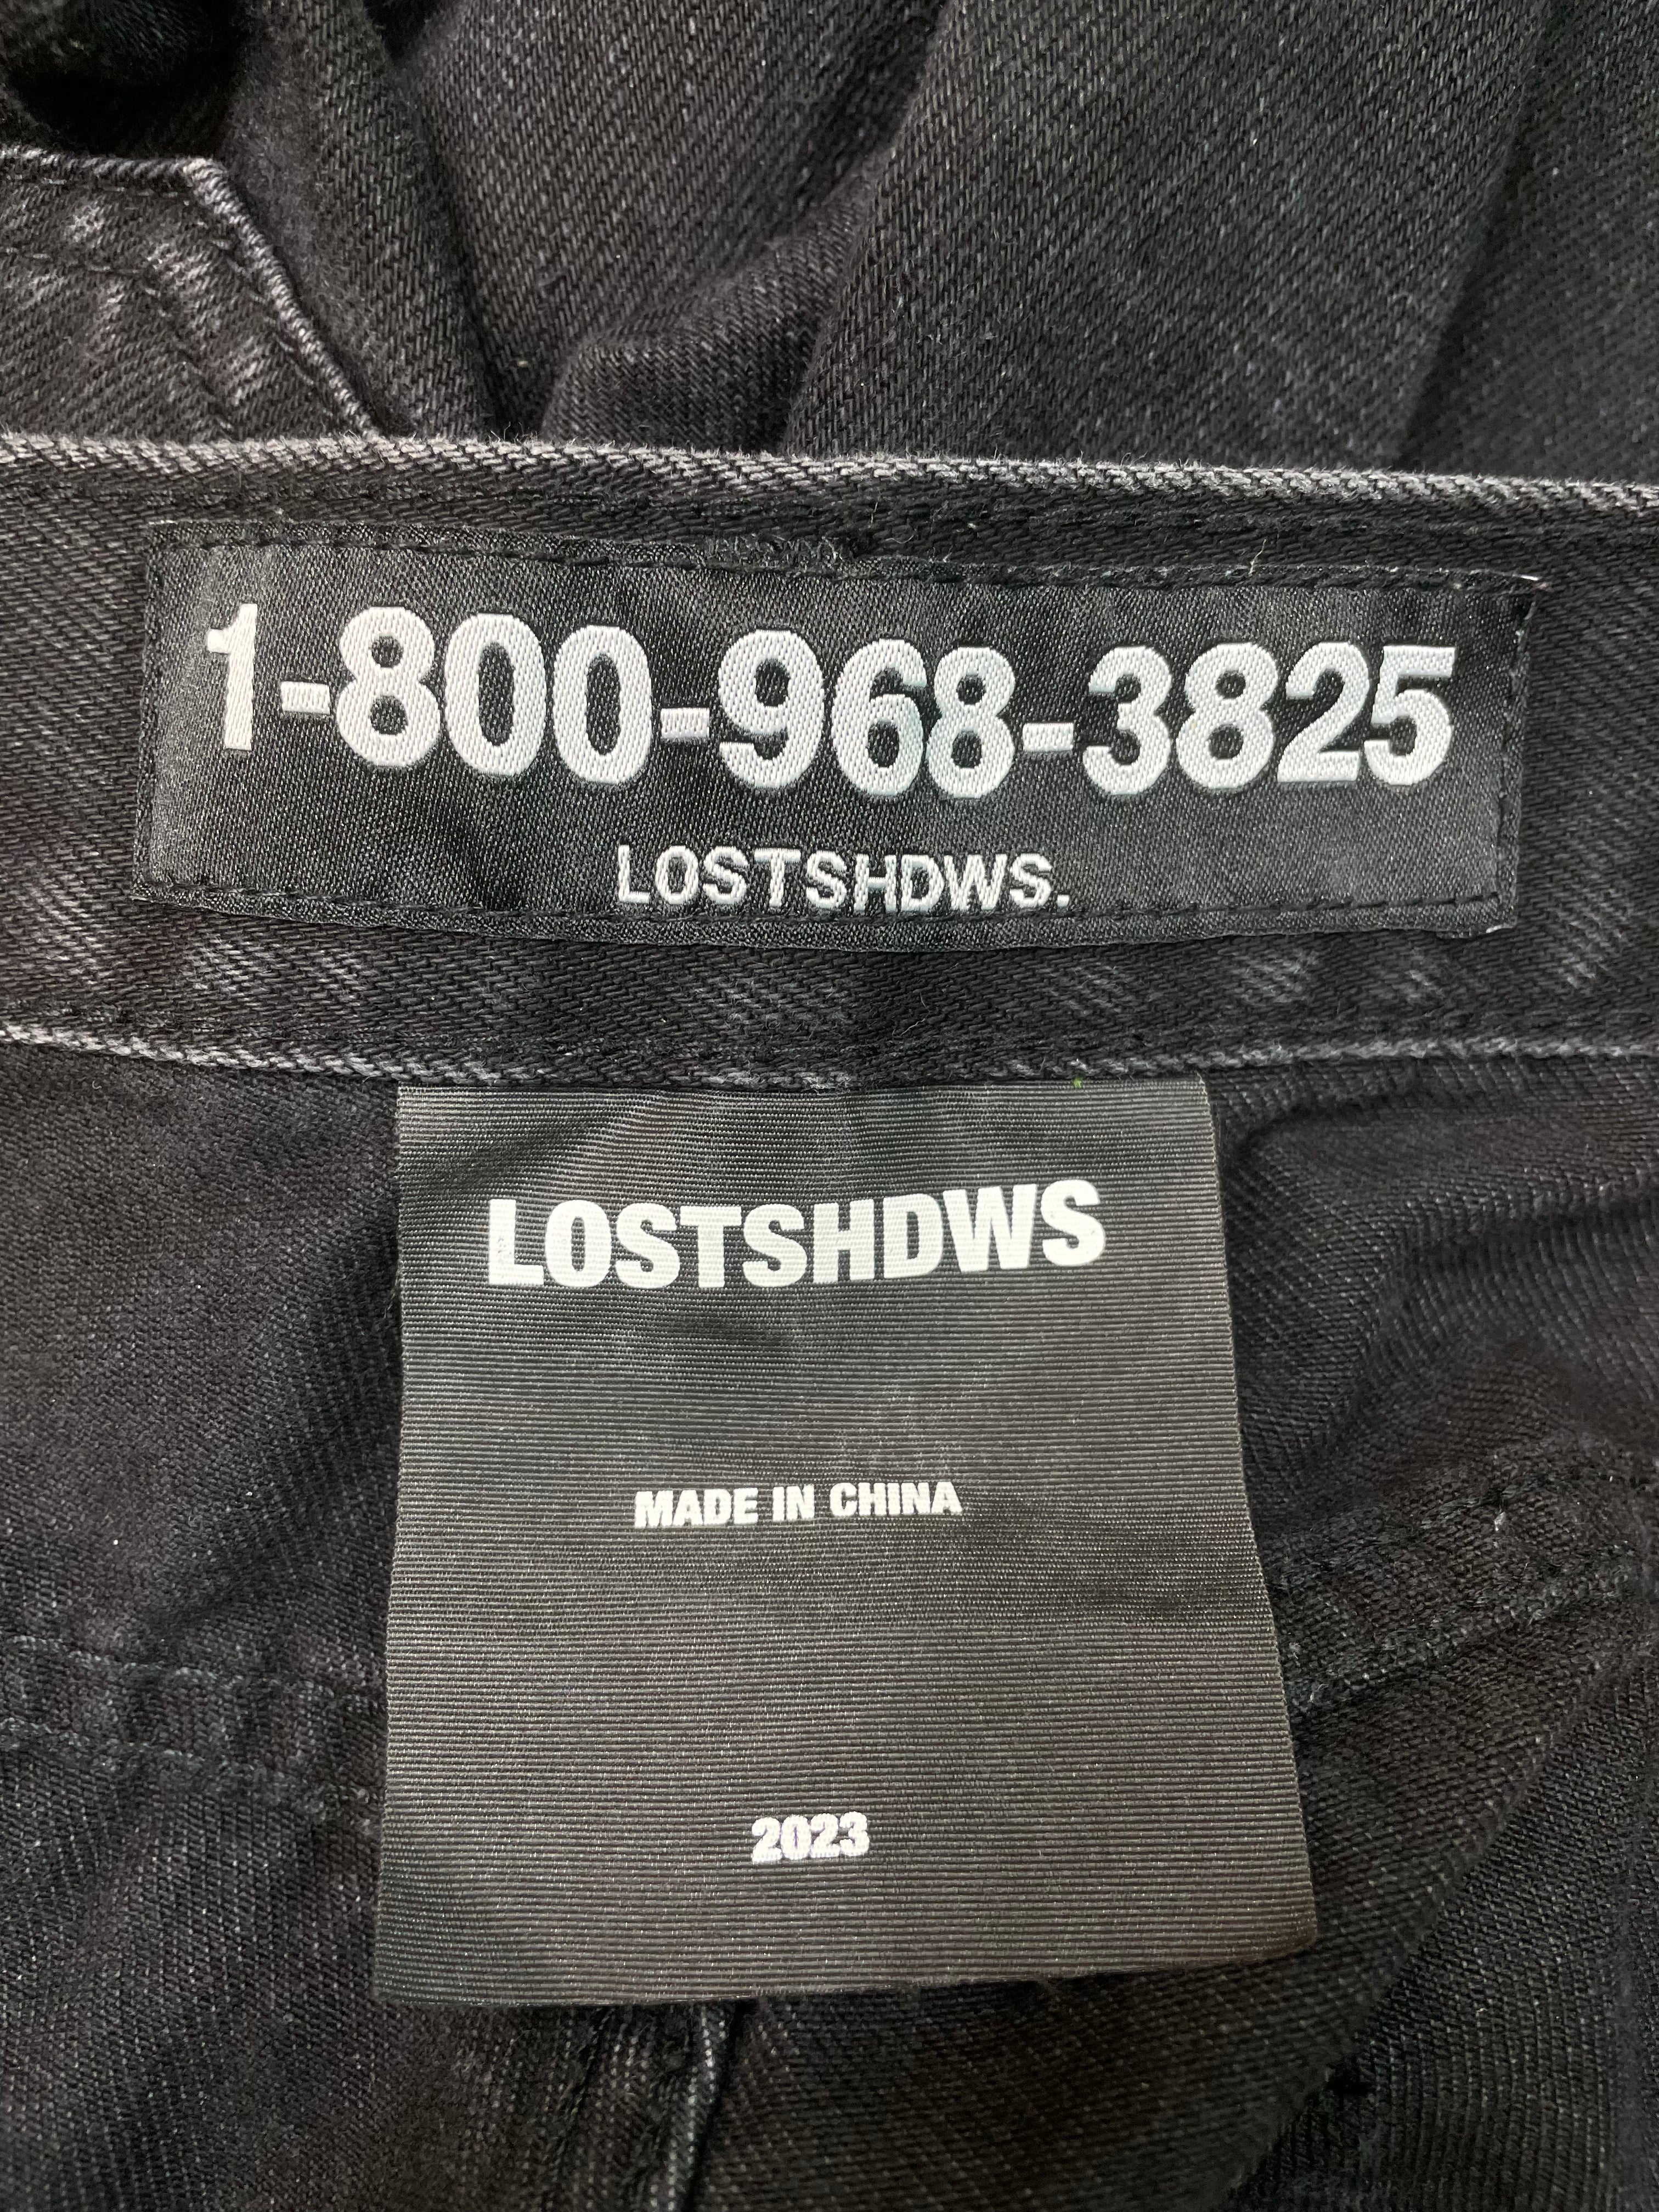 1-800-968-3825
LOSTSHDWS.
LOSTSHDWS
MADE IN CHINA
2023